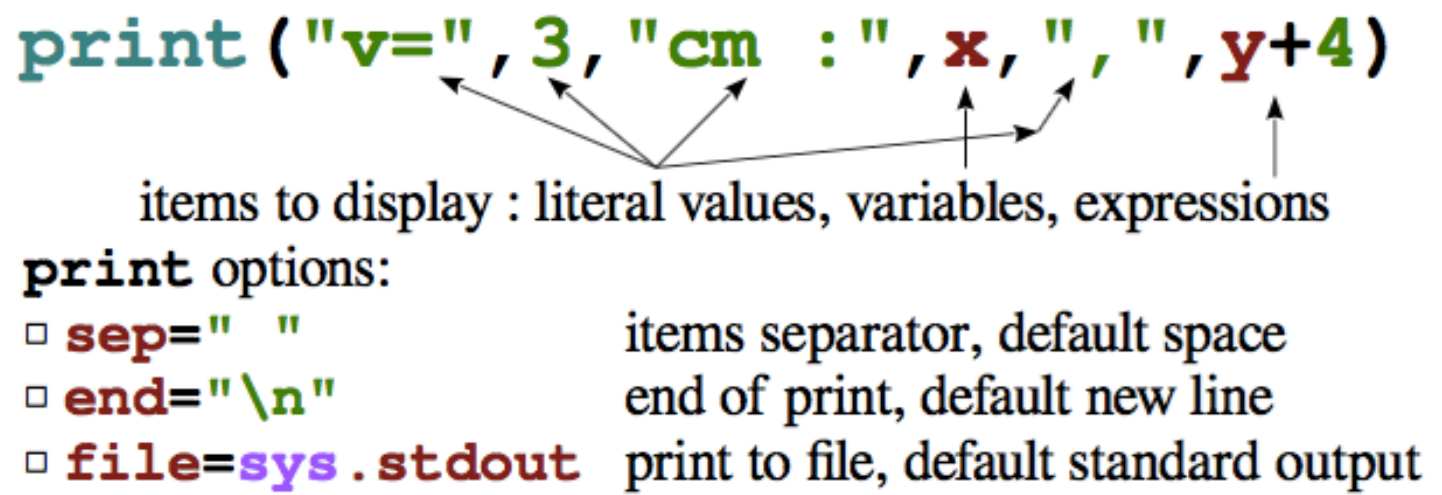 print("v=",3,"cm :",x,",",y+4)
items to display : literal values, variables, expressions
print options:
□ sep=" " items separator, default space
□ end="\n" end of print, default new line
□ file=sys.stdout print to file, default standard output